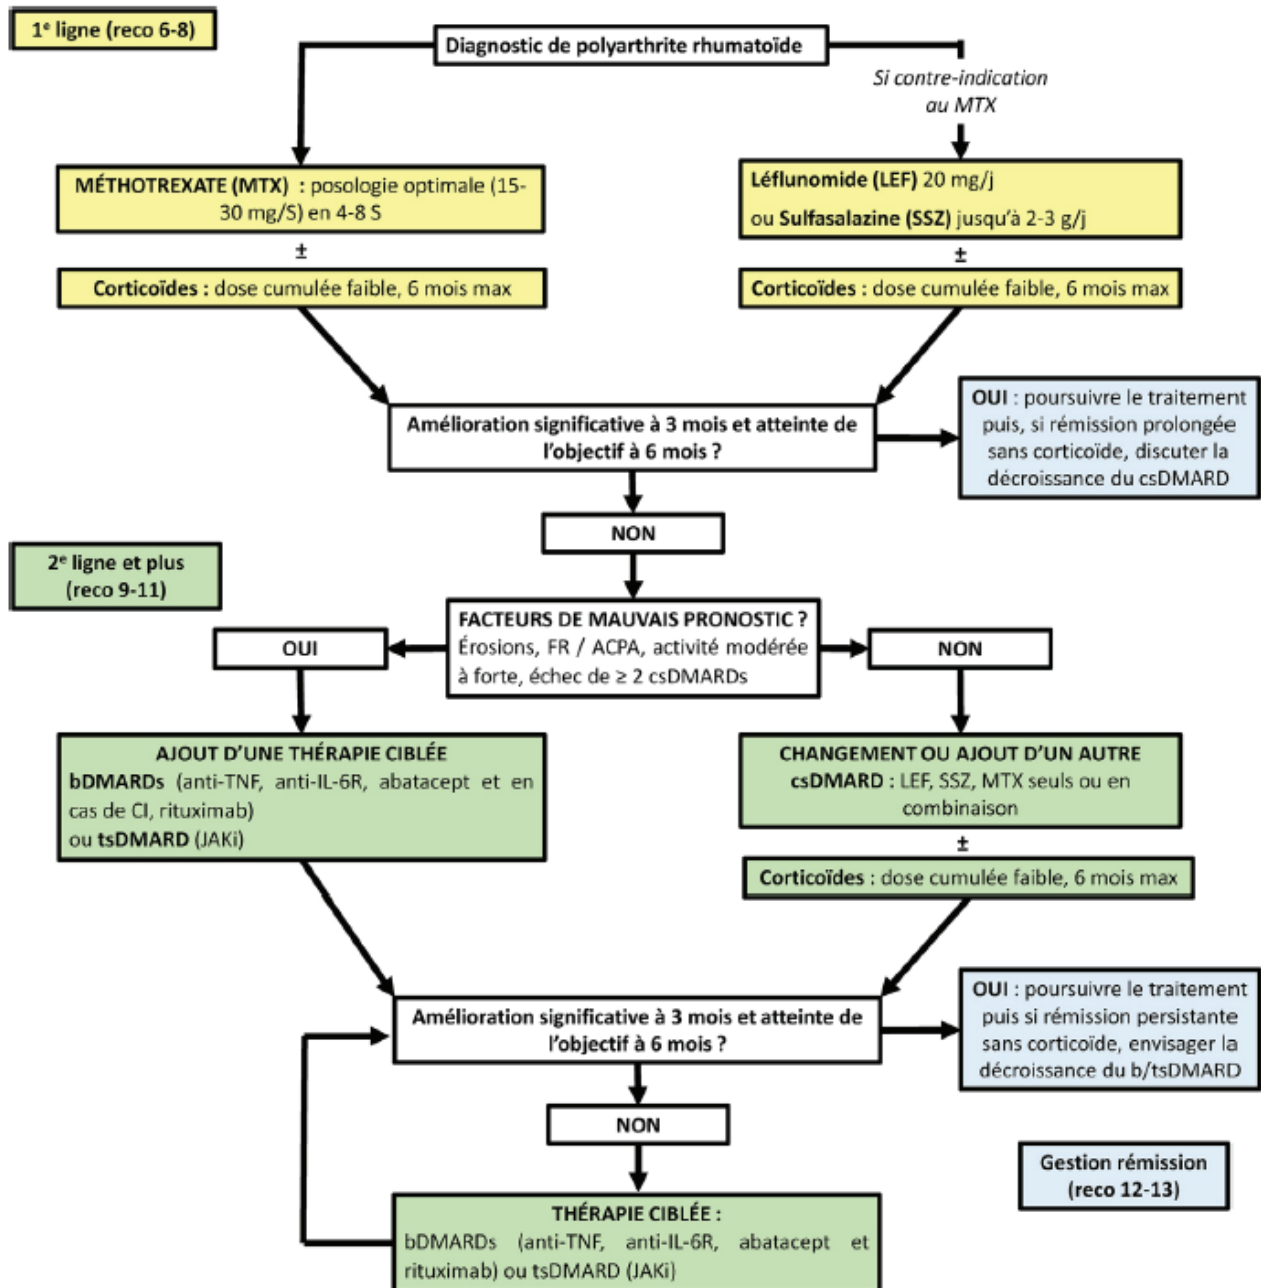 1e ligne (reco 6-8)
Diagnostic de polyarthrite rhumatoïde
Si contre-indication
au MTX
MÉTHOTREXATE (MTX) : posologie optimale (15-
30 mg/S) en 4-8 S
±
Corticoïdes : dose cumulée faible, 6 mois max
Léflunomide (LEF) 20 mg/j
ou Sulfasalazine (SSZ) jusqu'à 2-3 g/j
±
Corticoïdes : dose cumulée faible, 6 mois max
Amélioration significative à 3 mois et atteinte de
l'objectif à 6 mois ?
OUI : poursuivre le traitement
puis, si rémission prolongée
sans corticoïde, discuter la
décroissance du csDMARD
NON
2e ligne et plus
(reco 9-11)
FACTEURS DE MAUVAIS PRONOSTIC ?
Érosions, FR / ACPA, activité modérée
à forte, échec de ≥ 2 csDMARDs
OUI
NON
AJOUT D'UNE THÉRAPIE CIBLÉE
bDMARDs (anti-TNF, anti-IL-6R, abatacept et en
cas de CI, rituximab)
ou tsDMARD (JAKi)
CHANGEMENT OU AJOUT D'UN AUTRE
csDMARD : LEF, SSZ, MTX seuls ou en
combinaison
±
Corticoïdes : dose cumulée faible, 6 mois max
Amélioration significative à 3 mois et atteinte de
l'objectif à 6 mois ?
OUI : poursuivre le traitement
puis si rémission persistante
sans corticoïde, envisager la
décroissance du b/tsDMARD
NON
Gestion rémission
(reco 12-13)
THÉRAPIE CIBLÉE :
bDMARDs (anti-TNF, anti-IL-6R, abatacept et
rituximab) ou tsDMARD (JAKi)